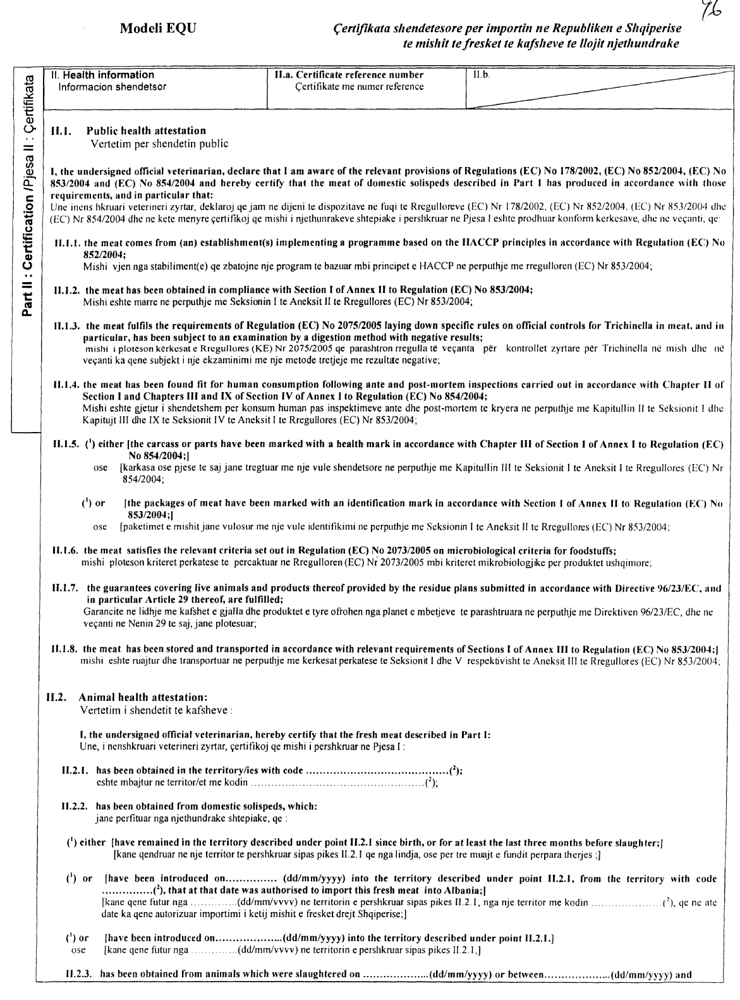 96
Modeli EQU
Çertifikata shendetesore per importin ne Republiken e Shqiperise
te mishit te fresket te kafsheve te llojit njethundrake
Part II : Certification /Pjesa II : Çertifikata
II. Health information
Informacion shendetsor
II.a. Certificate reference number
Çertifikate me numer reference
II.b.
II.1. Public health attestation
Vertetim per shendetin public
I, the undersigned official veterinarian, declare that I am aware of the relevant provisions of Regulations (EC) No 178/2002, (EC) No 852/2004, (EC) No
853/2004 and (EC) No 854/2004 and hereby certify that the meat of domestic solispeds described in Part 1 has produced in accordance with those
requirements, and in particular that:
Une inens hkruari veterineri zyrtar, deklaroj qe jam ne dijeni te dispozitave ne fuqi te Rregulloreve (EC) Nr 178/2002, (EC) Nr 852/2004. (EC) Nr 853/2004 dhe
(EC) Nr 854/2004 dhe ne kete menyre çertifikoj qe mishi i njethunrakeve shtepiake i pershkruar ne Pjesa I eshte prodhuar konform kerkesave, dhe ne veçanti, qe:
II.1.1. the meat comes from (an) establishment(s) implementing a programme based on the HACCP principles in accordance with Regulation (EC) No
852/2004;
Mishi vjen nga stabiliment(e) qe zbatojne nje program te bazuar mbi principet e HACCP ne perputhje me rregulloren (EC) Nr 853/2004;
II.1.2. the meat has been obtained in compliance with Section I of Annex II to Regulation (EC) No 853/2004;
Mishi eshte marre ne perputhje me Seksionin I te Aneksit II te Rregullores (EC) Nr 853/2004;
II.1.3. the meat fulfils the requirements of Regulation (EC) No 2075/2005 laying down specific rules on official controls for Trichinella in meat, and in
particular, has been subject to an examination by a digestion method with negative results;
mishi i ploteson kërkesat e Rregullores (KE) Nr 2075/2005 qe parashtron rregulla të veçanta për kontrollet zyrtare për Trichinella në mish dhe në
veçanti ka qene subjekt i nje ekzaminimi me nje metode tretjeje me rezultate negative;
II.1.4. the meat has been found fit for human consumption following ante and post-mortem inspections carried out in accordance with Chapter II of
Section I and Chapters III and IX of Section IV of Annex I to Regulation (EC) No 854/2004;
Mishi eshte gjetur i shendetshem per konsum human pas inspektimeve ante dhe post-mortem te kryera ne perputhje me Kapitullin II te Seksionit I dhe
Kapitujt III dhe IX te Seksionit IV te Aneksit I te Rregullores (EC) Nr 853/2004;
II.1.5. (¹) either [the carcass or parts have been marked with a health mark in accordance with Chapter III of Section I of Annex I to Regulation (EC)
No 854/2004;]
ose [karkasa ose pjese te saj jane tregtuar me nje vule shendetsore ne perputhje me Kapitullin III te Seksionit I te Aneksit I te Rregullores (EC) Nr
854/2004;
(¹) or [the packages of meat have been marked with an identification mark in accordance with Section I of Annex II to Regulation (EC) No
853/2004;]
ose [paketimet e mishit jane vulosur me nje vule identifikimi ne perputhje me Seksionin I te Aneksit II te Rregullores (EC) Nr 853/2004;
II.1.6. the meat satisfies the relevant criteria set out in Regulation (EC) No 2073/2005 on microbiological criteria for foodstuffs;
mishi ploteson kriteret perkatese te percaktuar ne Rregulloren (EC) Nr 2073/2005 mbi kriteret mikrobiologjike per produktet ushqimore;
II.1.7. the guarantees covering live animals and products thereof provided by the residue plans submitted in accordance with Directive 96/23/EC, and
in particular Article 29 thereof, are fulfilled;
Garancite ne lidhje me kafshet e gjalla dhe produktet e tyre ofrohen nga planet e mbetjeve te parashtruara ne perputhje me Direktiven 96/23/EC, dhe ne
veçanti ne Nenin 29 te saj, jane plotesuar;
II.1.8. the meat has been stored and transported in accordance with relevant requirements of Sections I of Annex III to Regulation (EC) No 853/2004;]
mishi eshte ruajtur dhe transportuar ne perputhje me kerkesat perkatese te Seksionit I dhe V respektivisht te Aneksit III te Rregullores (EC) Nr 853/2004;
II.2. Animal health attestation:
Vertetim i shendetit te kafsheve :
I, the undersigned official veterinarian, hereby certify that the fresh meat described in Part I:
Une, i nenshkruari veterineri zyrtar, çertifikoj qe mishi i pershkruar ne Pjesa I :
II.2.1. has been obtained in the territory/ies with code ..........................................(²);
eshte mbajtur ne territor/et me kodin ..................................................(²);
II.2.2. has been obtained from domestic solispeds, which:
jane perfituar nga njethundrake shtepiake, qe :
(¹) either [have remained in the territory described under point II.2.1 since birth, or for at least the last three months before slaughter;]
[kane qendruar ne nje territor te pershkruar sipas pikes II.2.1 qe nga lindja, ose per tre muajt e fundit perpara therjes ;]
(¹) or [have been introduced on............... (dd/mm/yyyy) into the territory described under point II.2.1, from the territory with code
...............(²), that at that date was authorised to import this fresh meat into Albania;]
[kane qene futur nga .............(dd/mm/vvvv) ne territorin e pershkruar sipas pikes II.2.1, nga nje territor me kodin .....................(²), qe ne ate
date ka qene autorizuar importimi i ketij mishit e fresket drejt Shqiperise;]
(¹) or [have been introduced on....................(dd/mm/yyyy) into the territory described under point II.2.1.]
ose [kane qene futur nga .............(dd/mm/vvvv) ne territorin e pershkruar sipas pikes II.2.1,]
II.2.3. has been obtained from animals which were slaughtered on ...................(dd/mm/yyyy) or between....................(dd/mm/yyyy) and